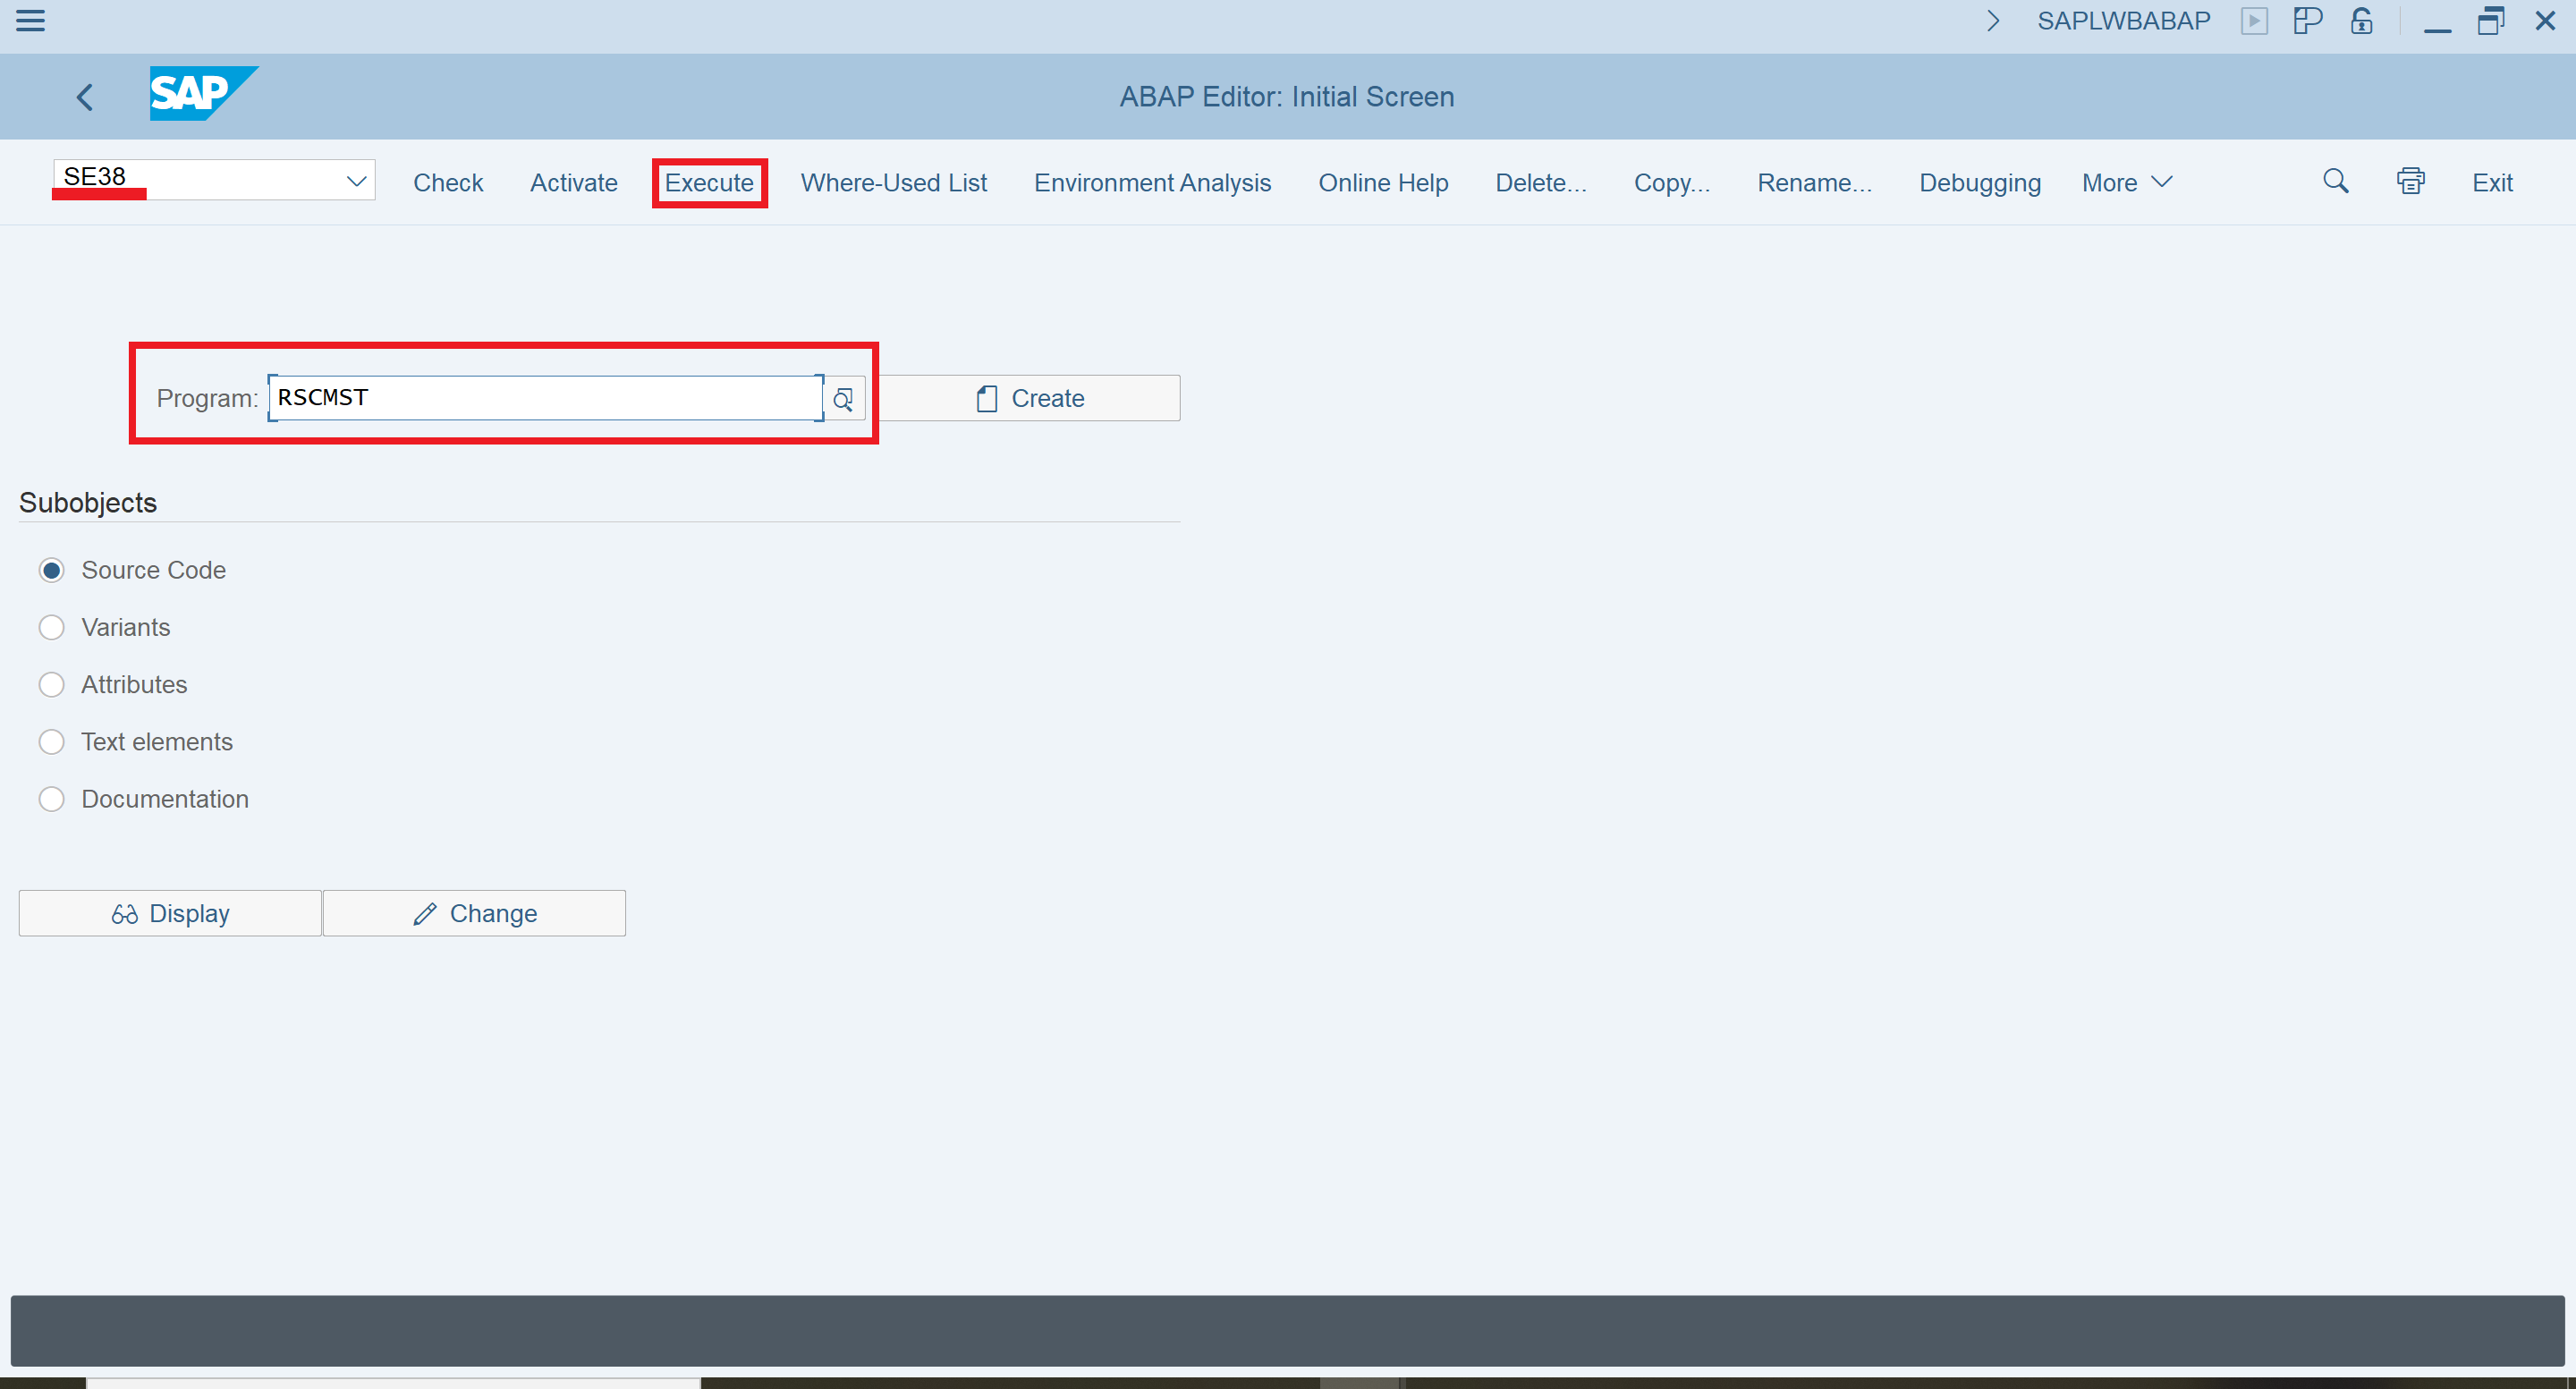 SAPLWBABAP
SAP
ABAP Editor: Initial Screen
SE38 Check Activate Execute Where-Used List Environment Analysis Online Help Delete... Copy... Rename... Debugging More Exit
Program: RSCMST Create
Subobjects
Source Code
Variants
Attributes
Text elements
Documentation
Display Change